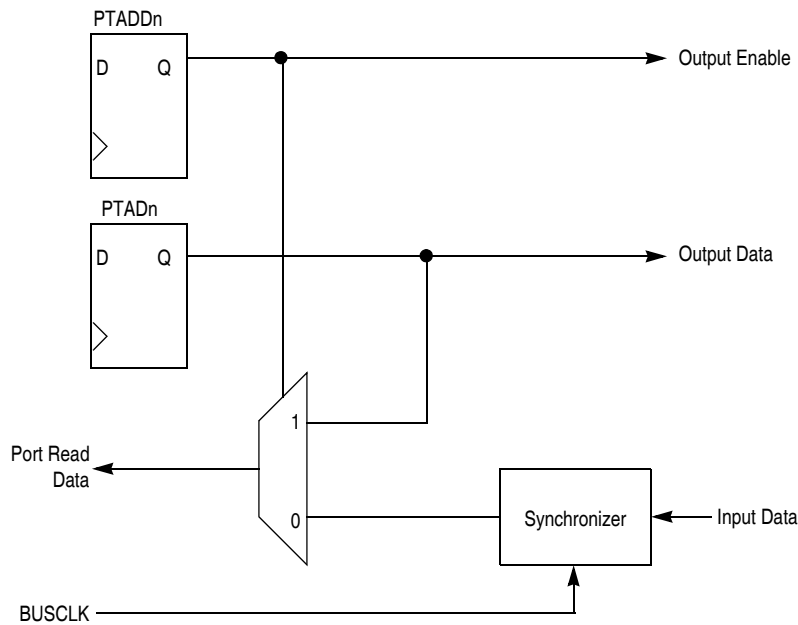 PTADDn
D Q
Output Enable
PTADn
D Q
Output Data
1
Port Read
Data
0
Synchronizer
Input Data
BUSCLK